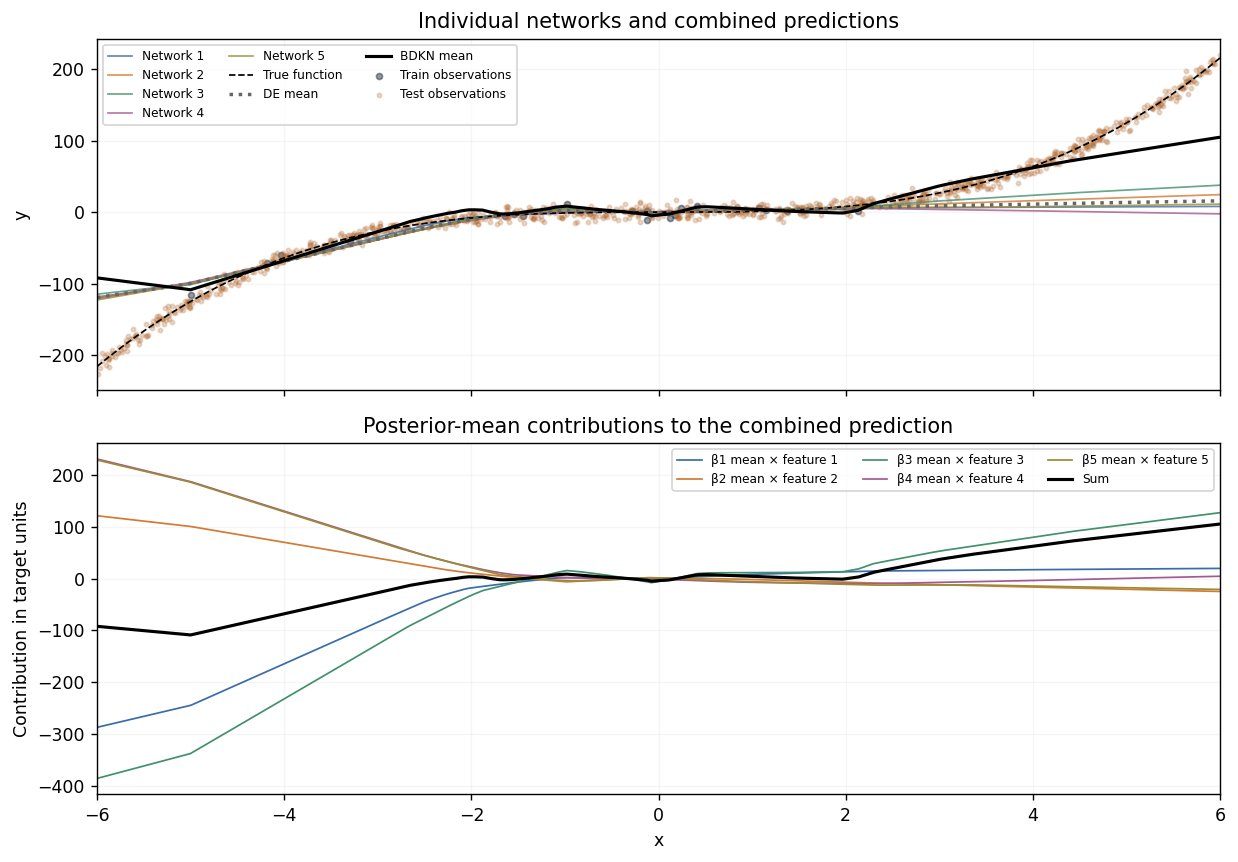 Individual networks and combined predictions
Network 1
Network 2
Network 3
Network 4
Network 5
True function
DE mean
BDKN mean
Train observations
Test observations
y
200
100
0
−100
−200
Posterior-mean contributions to the combined prediction
β1 mean × feature 1
β2 mean × feature 2
β3 mean × feature 3
β4 mean × feature 4
β5 mean × feature 5
Sum
Contribution in target units
200
100
0
−100
−200
−300
−400
−6
−4
−2
0
2
4
6
x